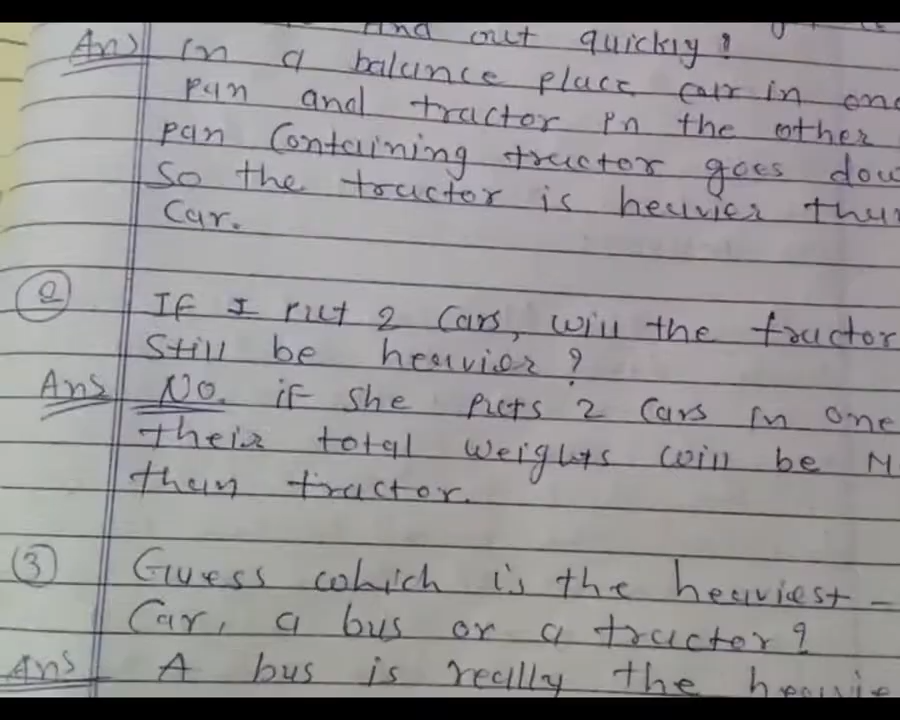 And out quickly?
Ans In a balance place car in one
pan and tractor in the other
pan Containing tractor goes dow
So the tractor is heavier than
Car.
2 If I put 2 Cars, will the tractor
Still be heavier?
Ans No. if she puts 2 Cars in one
their total weights will be M
than tractor.
3 Guess which is the heaviest -
Car, a bus or a tractor?
Ans A bus is really the heavie